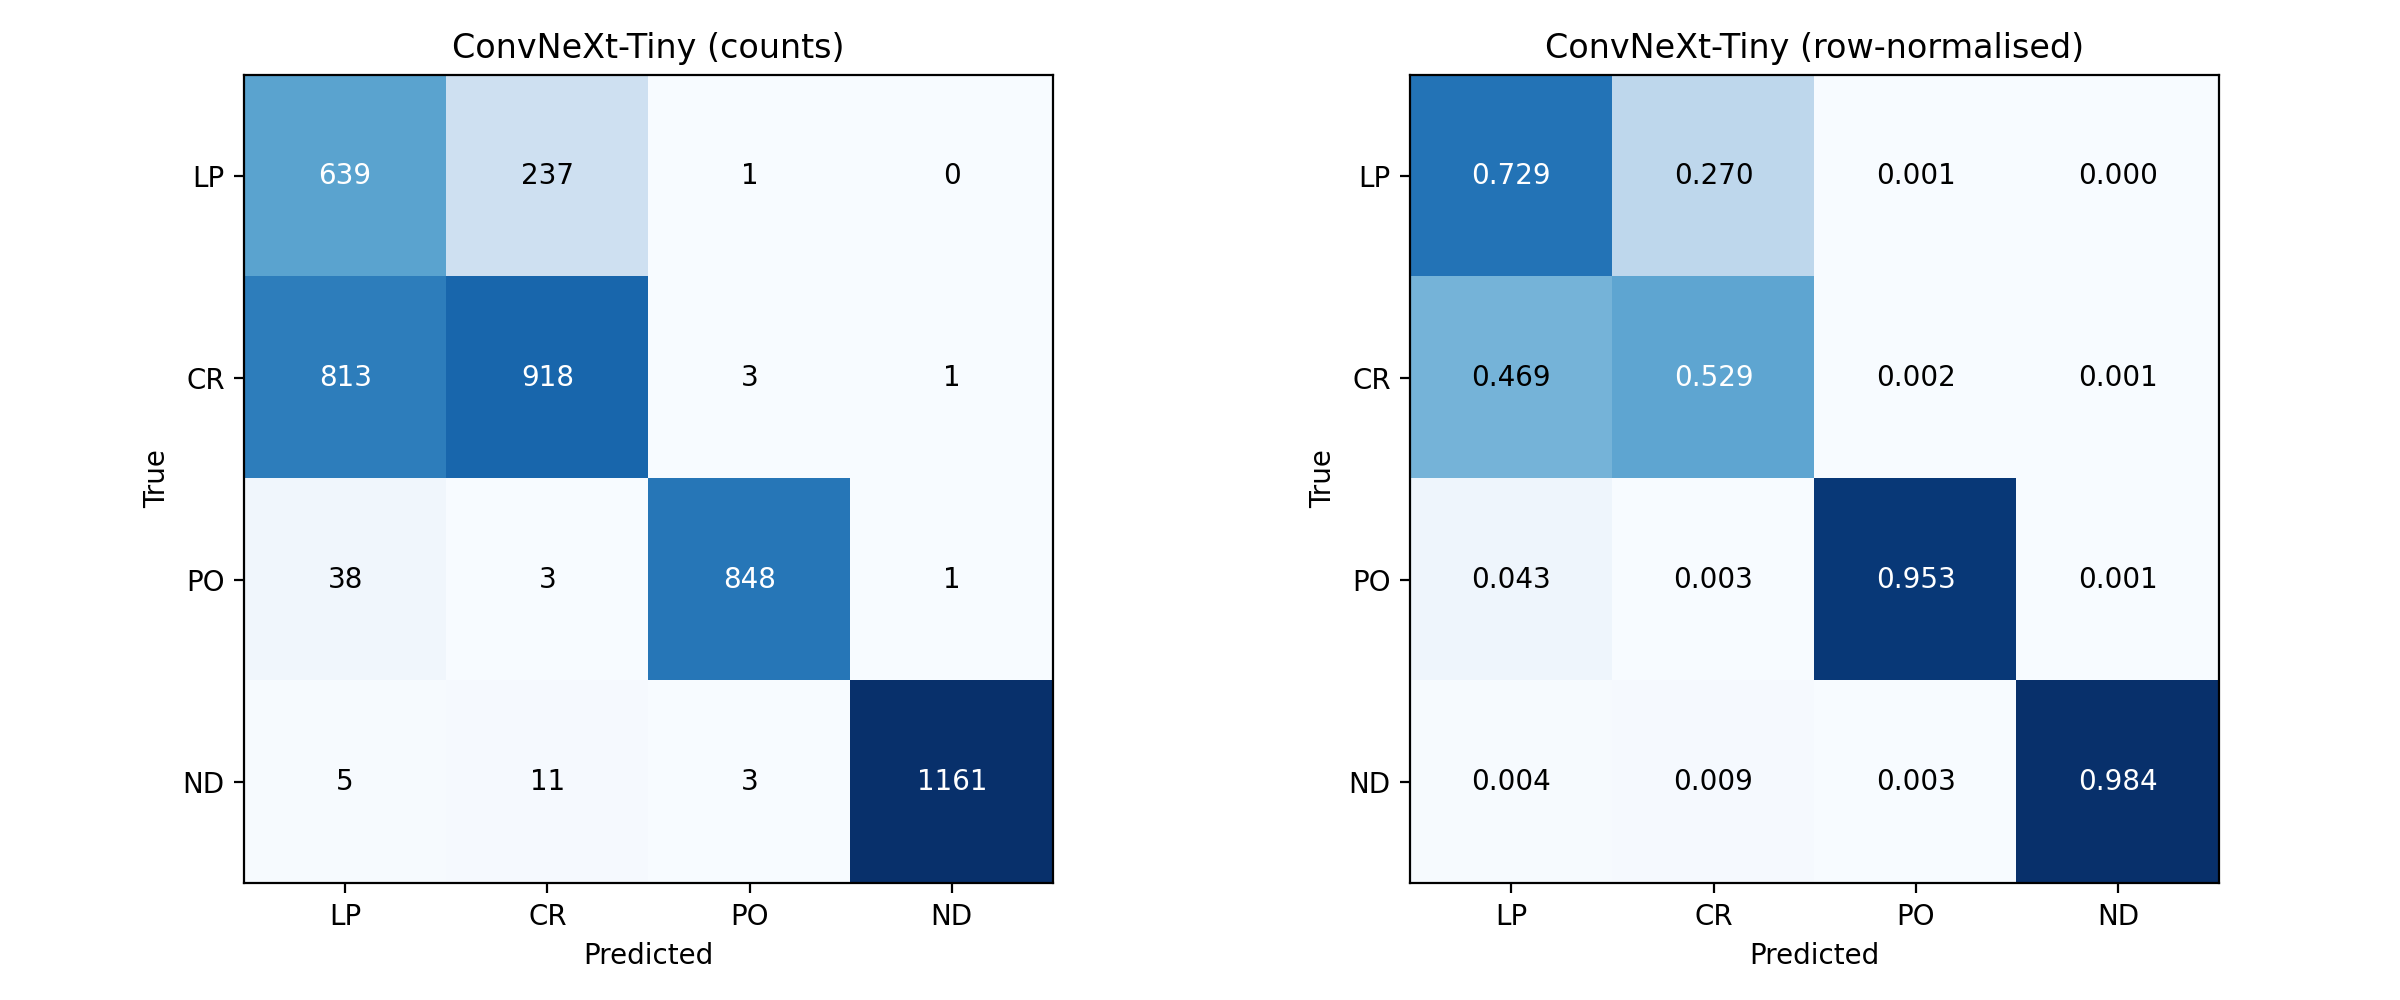 ConvNeXt-Tiny (counts)
LP 639 237 1 0
CR 813 918 3 1
PO 38 3 848 1
ND 5 11 3 1161
LP CR PO ND
Predicted
True
ConvNeXt-Tiny (row-normalised)
LP 0.729 0.270 0.001 0.000
CR 0.469 0.529 0.002 0.001
PO 0.043 0.003 0.953 0.001
ND 0.004 0.009 0.003 0.984
LP CR PO ND
Predicted
True